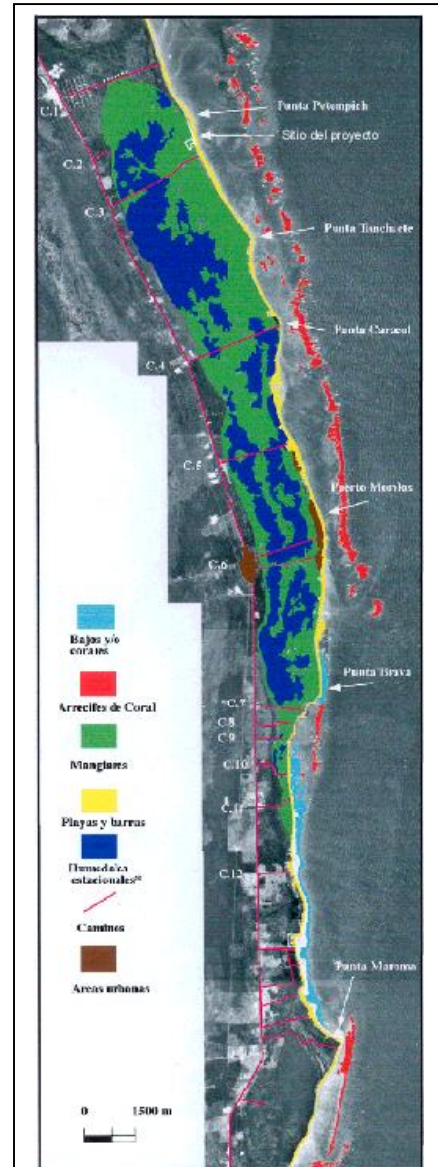 Punta Petempich
C.1
Sitio del proyecto
C.2
C.3
Punta Tanchacte
Punta Caracol
C.4
C.5
Puerto Morelos
C.6
Bajos y/o
corales
Punta Brava
C.7
C.8
Arrecifes de Coral
C.9
C.10
Manglares
C.11
Playas y barras
C.12
Humedales
estacionales
Caminos
Areas urbanas
Punta Maroma
0 1500 m